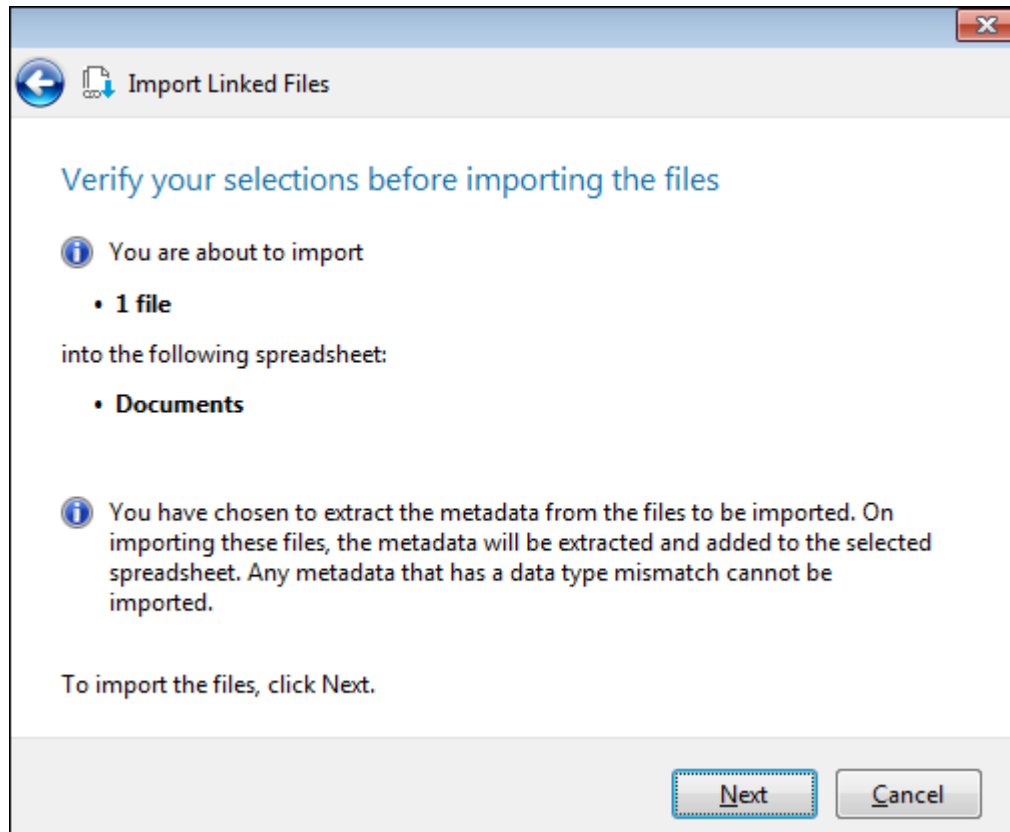 Import Linked Files
Verify your selections before importing the files
You are about to import
• 1 file
into the following spreadsheet:
• Documents
You have chosen to extract the metadata from the files to be imported. On
importing these files, the metadata will be extracted and added to the selected
spreadsheet. Any metadata that has a data type mismatch cannot be
imported.
To import the files, click Next.
Next
Cancel